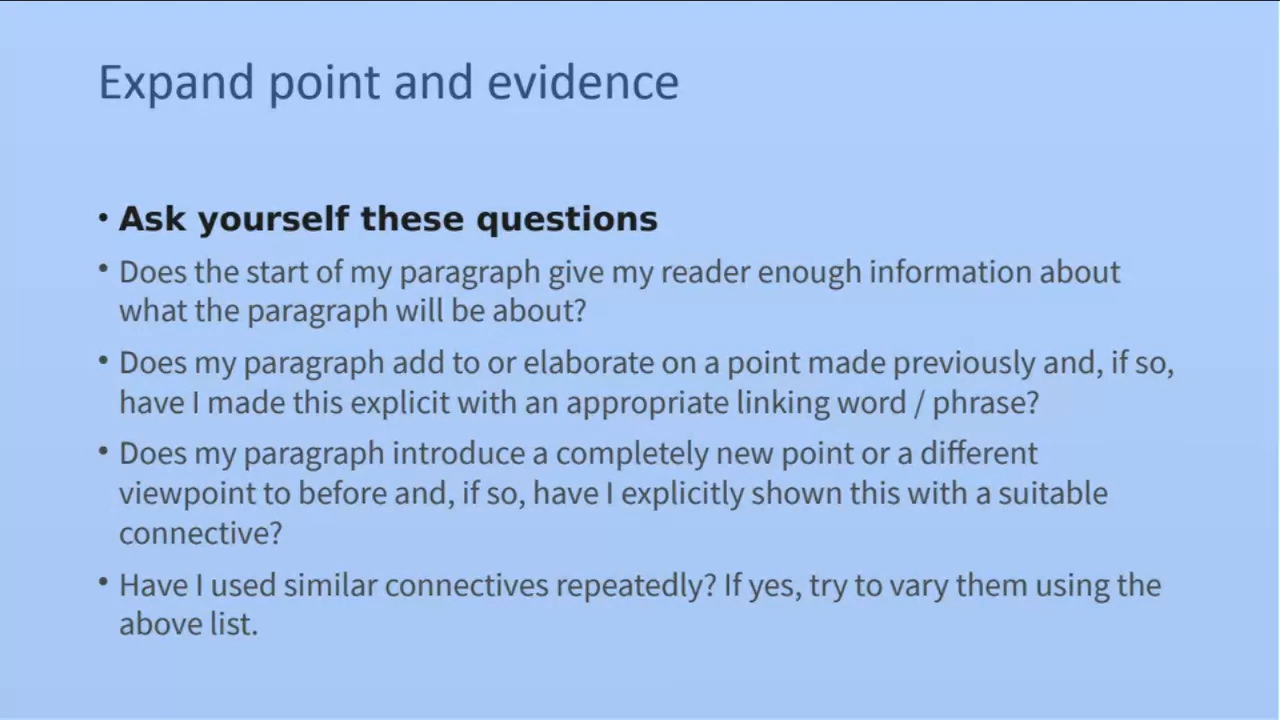 Expand point and evidence
• Ask yourself these questions
• Does the start of my paragraph give my reader enough information about
what the paragraph will be about?
• Does my paragraph add to or elaborate on a point made previously and, if so,
have I made this explicit with an appropriate linking word / phrase?
• Does my paragraph introduce a completely new point or a different
viewpoint to before and, if so, have I explicitly shown this with a suitable
connective?
• Have I used similar connectives repeatedly? If yes, try to vary them using the
above list.